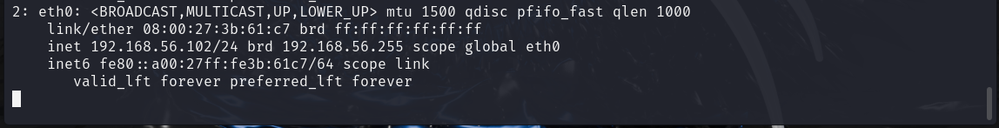 2: eth0: <BROADCAST,MULTICAST,UP,LOWER_UP> mtu 1500 qdisc pfifo_fast qlen 1000
link/ether 08:00:27:3b:61:c7 brd ff:ff:ff:ff:ff:ff
inet 192.168.56.102/24 brd 192.168.56.255 scope global eth0
inet6 fe80::a00:27ff:fe3b:61c7/64 scope link
valid_lft forever preferred_lft forever